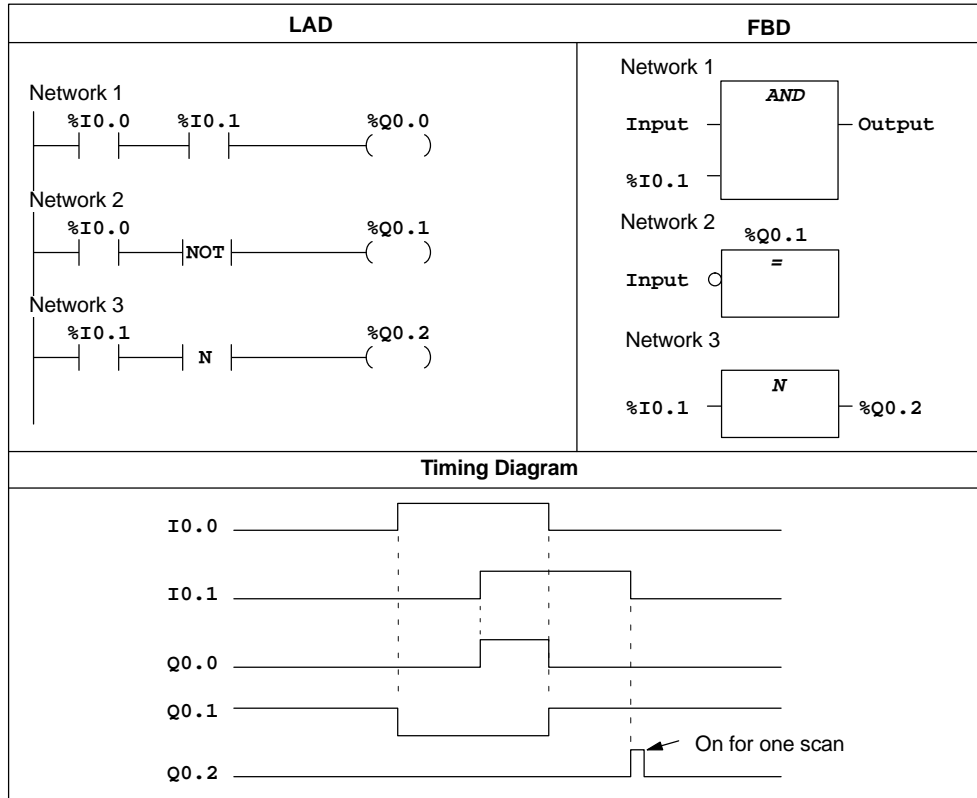 LAD
FBD
Network 1
%I0.0 %I0.1 %Q0.0
Network 2
%I0.0 %Q0.1
NOT
Network 3
%I0.1 %Q0.2
N
Network 1
AND
Input Output
%I0.1
Network 2
%Q0.1
=
Input
Network 3
N
%I0.1 %Q0.2
Timing Diagram
I0.0
I0.1
Q0.0
Q0.1
On for one scan
Q0.2